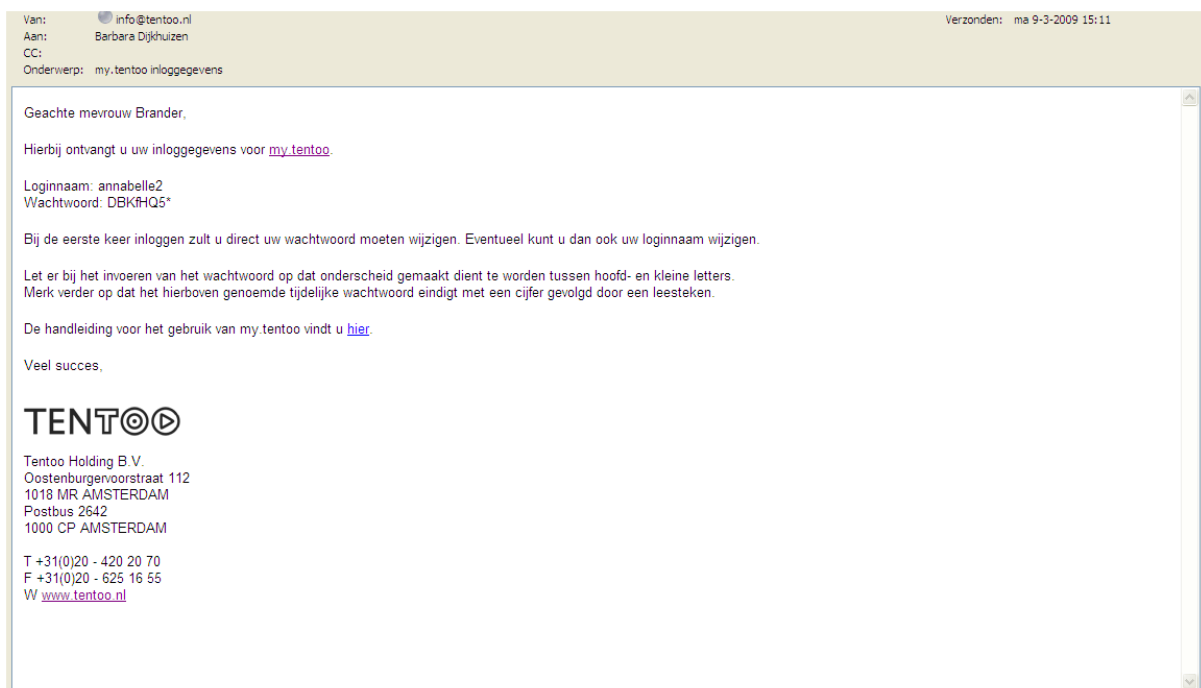 Van: info@tentoo.nl Verzonden: ma 9-3-2009 15:11
Aan: Barbara Dijkhuizen
CC:
Onderwerp: my.tentoo inloggegevens
Geachte mevrouw Brander,
Hierbij ontvangt u uw inloggegevens voor my.tentoo.
Loginnaam: annabelle2
Wachtwoord: DBKfHQ5*
Bij de eerste keer inloggen zult u direct uw wachtwoord moeten wijzigen. Eventueel kunt u dan ook uw loginnaam wijzigen.
Let er bij het invoeren van het wachtwoord op dat onderscheid gemaakt dient te worden tussen hoofd- en kleine letters.
Merk verder op dat het hierboven genoemde tijdelijke wachtwoord eindigt met een cijfer gevolgd door een leesteken.
De handleiding voor het gebruik van my.tentoo vindt u hier.
Veel succes,
TENTOO
Tentoo Holding B.V.
Oostenburgervoorstraat 112
1018 MR AMSTERDAM
Postbus 2642
1000 CP AMSTERDAM
T +31(0)20 - 420 20 70
F +31(0)20 - 625 16 55
W www.tentoo.nl